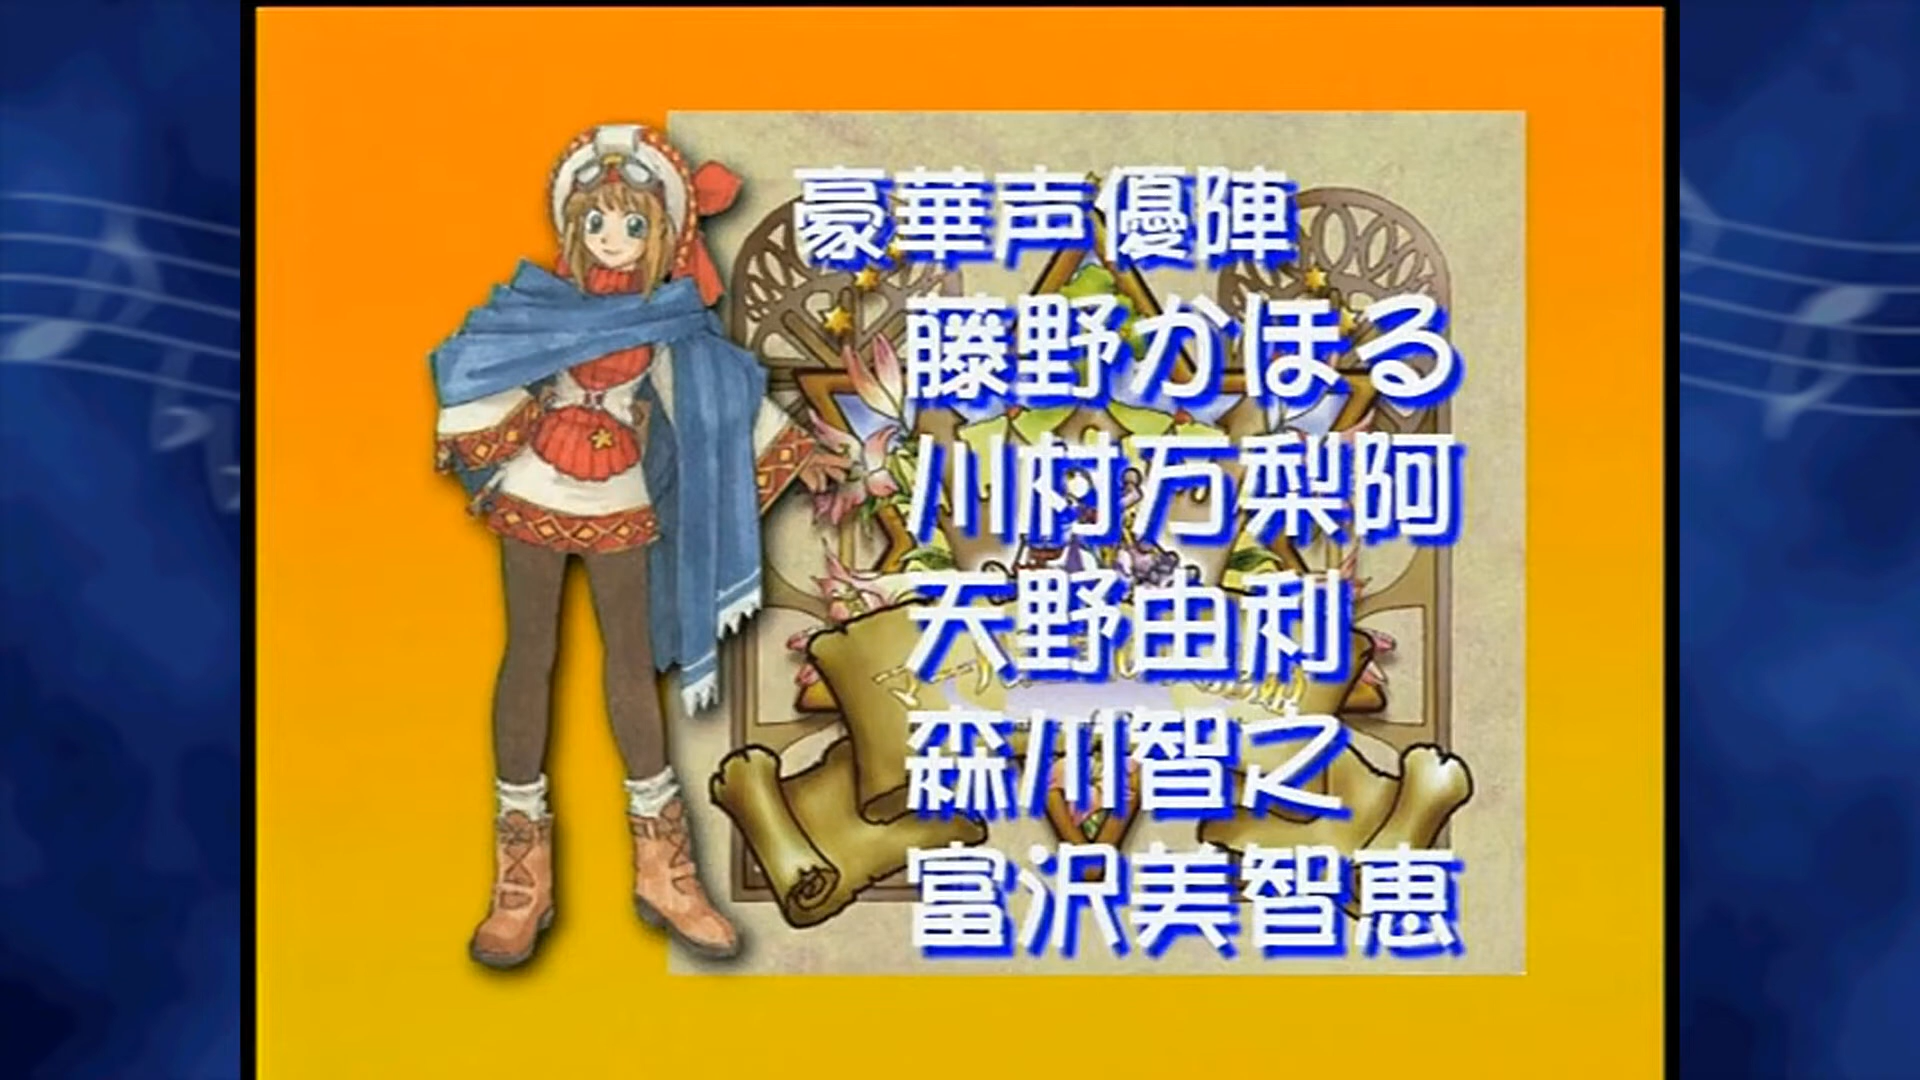 豪華声優陣
藤野かほる
川村万梨阿
天野由利
森川智之
富沢美智恵